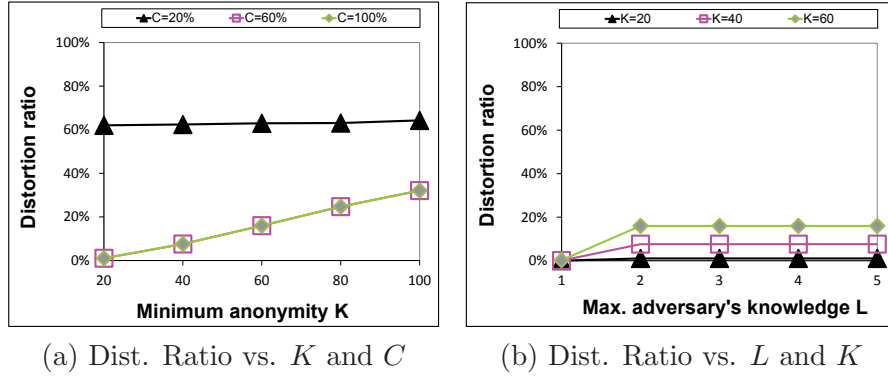 C=20% C=60% C=100%
100%
80%
60%
40%
20%
0%
Distortion ratio
20 40 60 80 100
Minimum anonymity K
(a) Dist. Ratio vs. K and C
K=20 K=40 K=60
100%
80%
60%
40%
20%
0%
Distortion ratio
1 2 3 4 5
Max. adversary's knowledge L
(b) Dist. Ratio vs. L and K